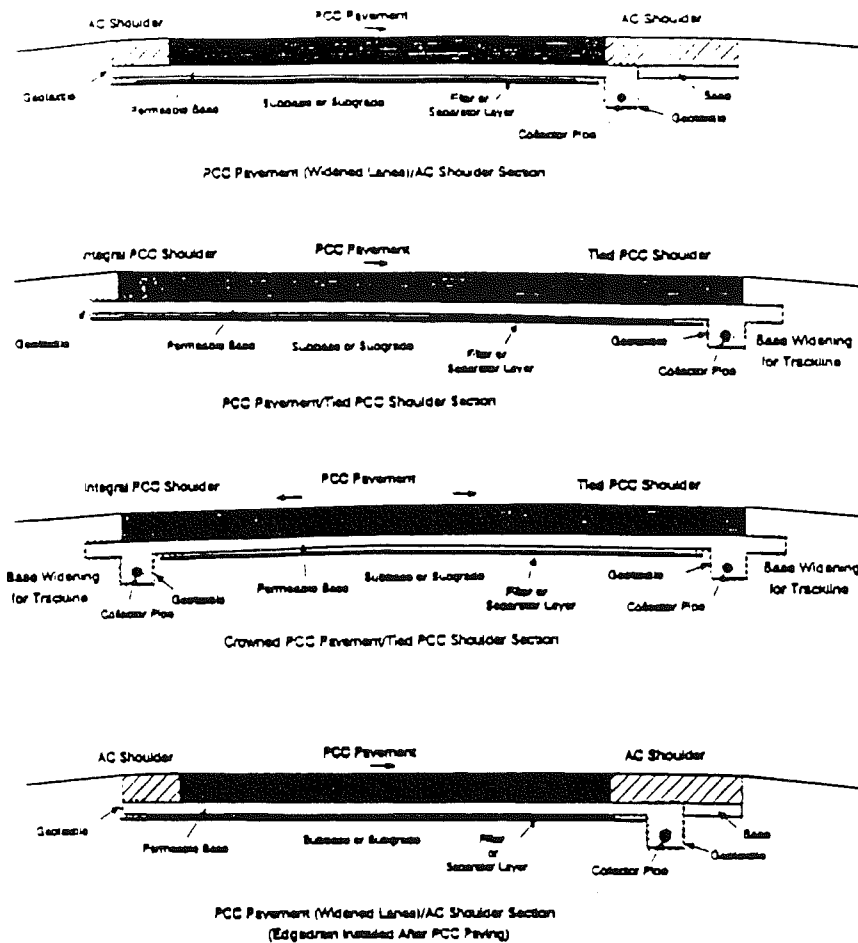 PCC Pavement
AC Shoulder
AC Shoulder
Geotextile
Permeable Base
Subbase or Subgrade
Filter or
Separator Layer
Base
Geotextile
Collector Pipe
PCC Pavement (Widened Lanes)/AC Shoulder Section
Integral PCC Shoulder
PCC Pavement
Tied PCC Shoulder
Geotextile
Permeable Base
Subbase or Subgrade
Filter or
Separator Layer
Geotextile
Collector Pipe
Base Widening
for Trackline
PCC Pavement/Tied PCC Shoulder Section
Integral PCC Shoulder
PCC Pavement
Tied PCC Shoulder
Base Widening
for Trackline
Geotextile
Collector Pipe
Permeable Base
Subbase or Subgrade
Filter or
Separator Layer
Geotextile
Collector Pipe
Base Widening
for Trackline
Crowned PCC Pavement/Tied PCC Shoulder Section
AC Shoulder
PCC Pavement
AC Shoulder
Geotextile
Permeable Base
Subbase or Subgrade
Filter
or
Separator Layer
Base
Geotextile
Collector Pipe
PCC Pavement (Widened Lanes)/AC Shoulder Section
(Edgedrain Installed After PCC Paving)